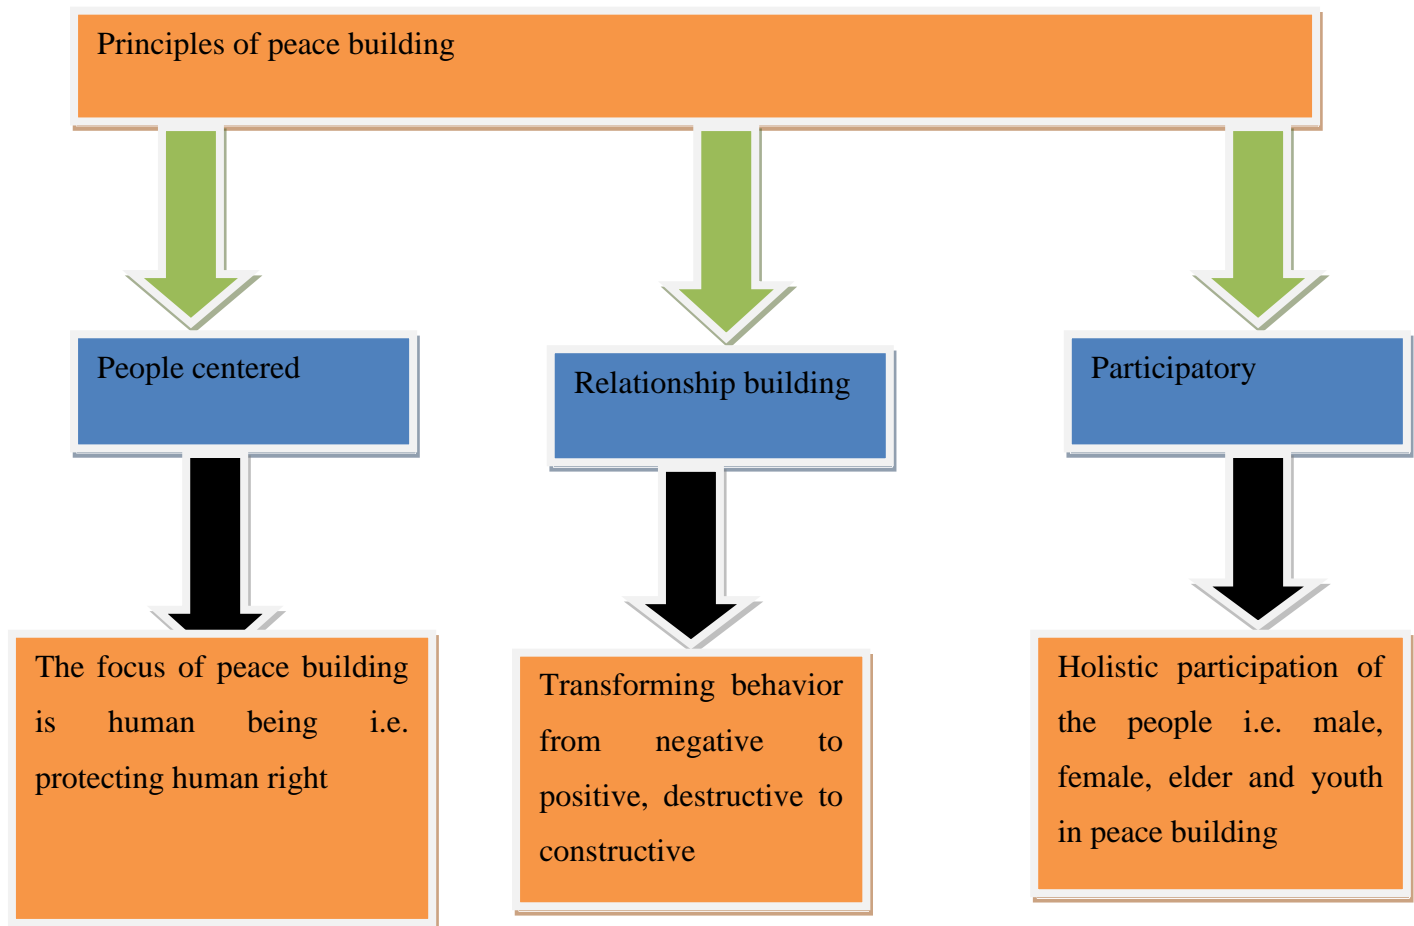 Principles of peace building
People centered
Relationship building
Participatory
The focus of peace building
is human being i.e.
protecting human right
Transforming behavior
from negative to
positive, destructive to
constructive
Holistic participation of
the people i.e. male,
female, elder and youth
in peace building